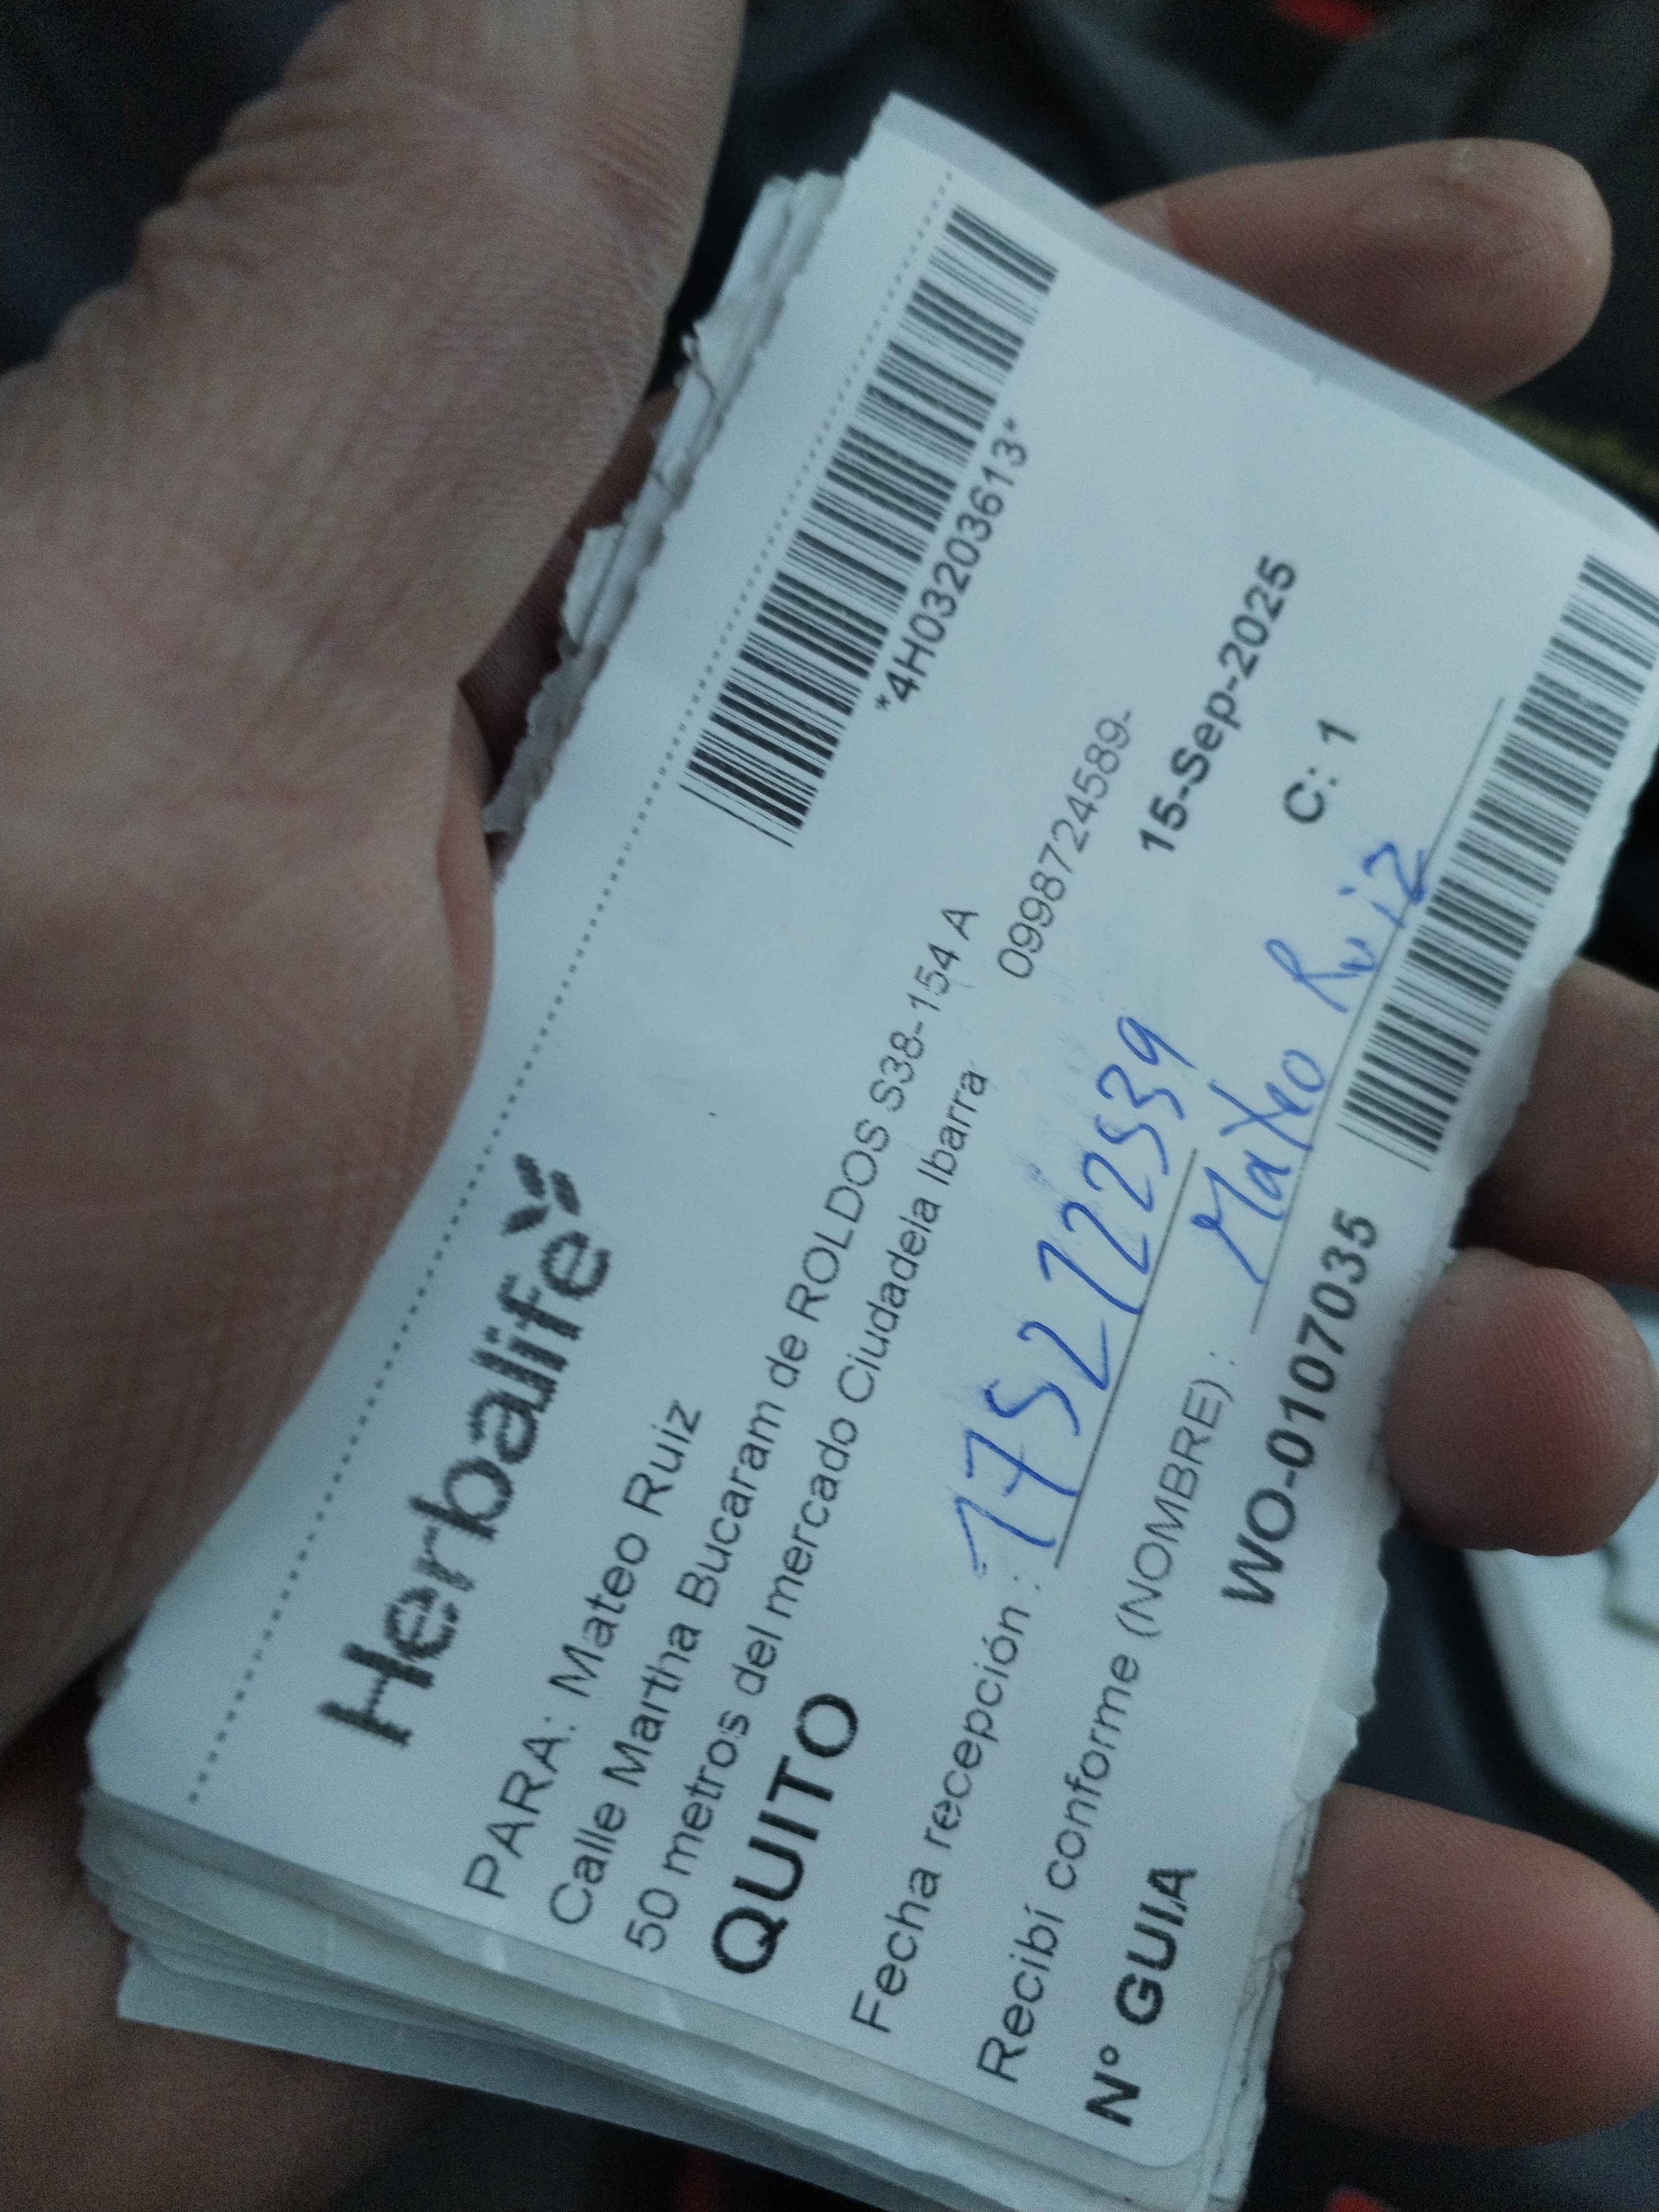 Herbalife
*4H03203613*
PARA: Mateo Ruiz
Calle Martha Bucaram de ROLDOS S38-154 A
50 metros del mercado Ciudadela Ibarra
QUITO
0998724589-
Fecha recepción : 1752722539
15-Sep-2025
Recibí conforme (NOMBRE) : Mateo Ruiz
C: 1
N° GUIA WO-0107035